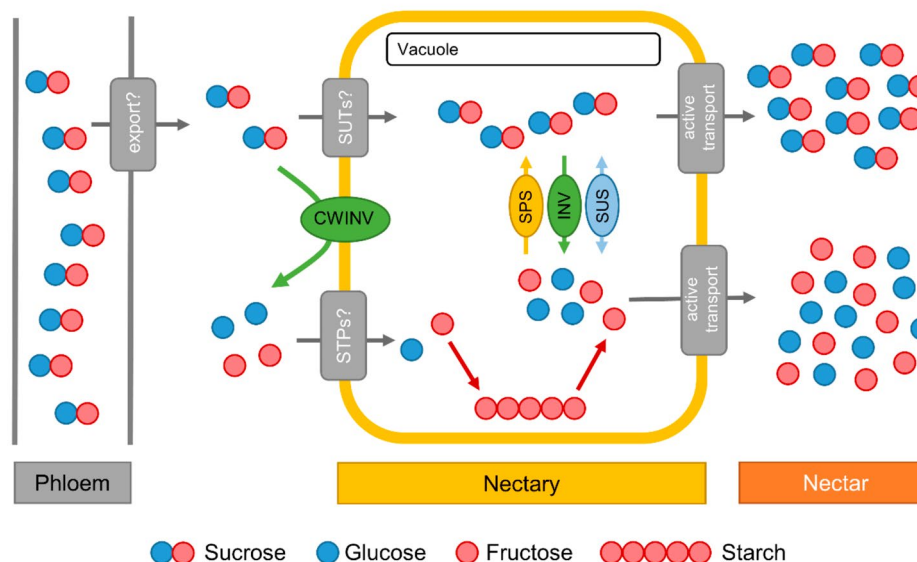 Vacuole
export?
SUTs?
active
transport
CWINV
SPS
INV
SUS
STPs?
active
transport
Phloem
Nectary
Nectar
Sucrose
Glucose
Fructose
Starch